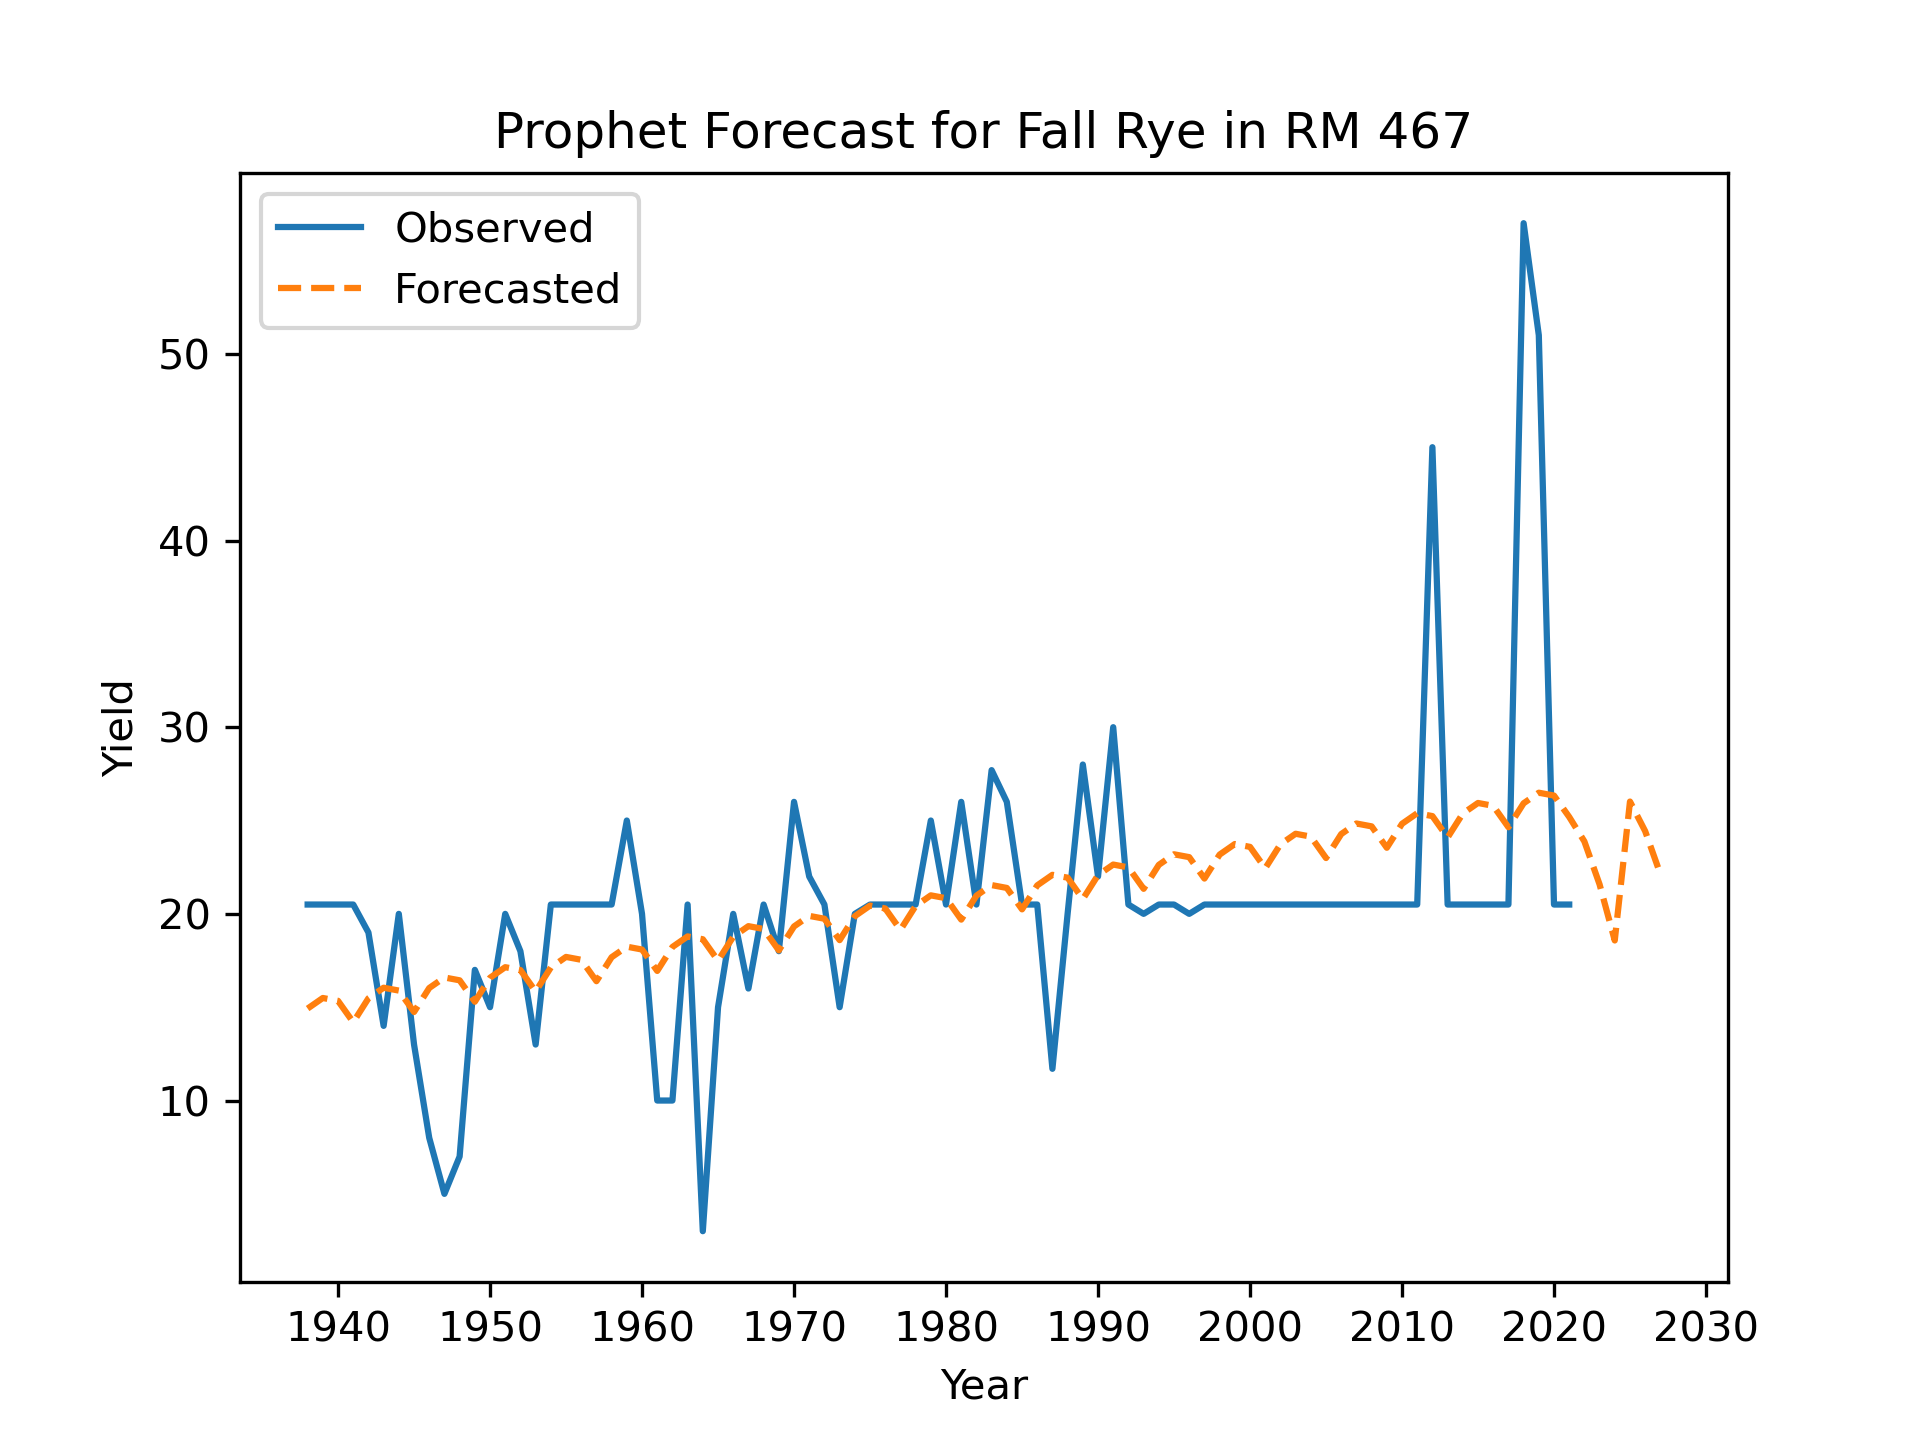 Prophet Forecast for Fall Rye in RM 467
Observed
Forecasted
50
40
30
20
10
Yield
1940 1950 1960 1970 1980 1990 2000 2010 2020 2030
Year